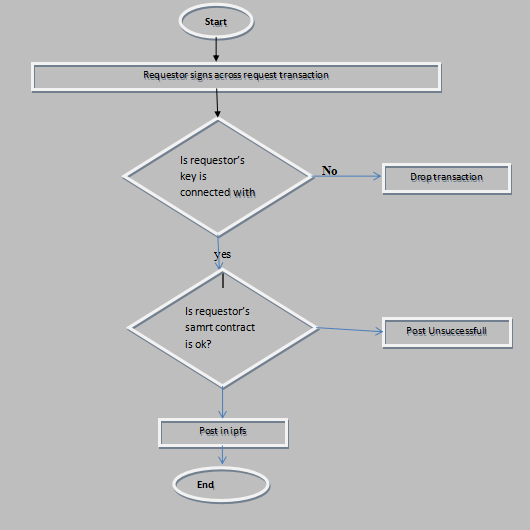 Start
Requestor signs across request transaction
Is requestor's
key is
connected with
No
Drop transaction
yes
Is requestor's
samrt contract
is ok?
Post Unsuccessfull
Post in ipfs
End